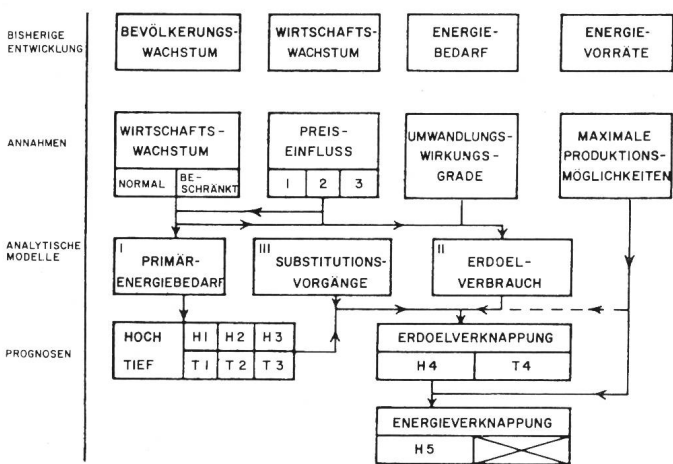 BISHERIGE
ENTWICKLUNG
BEVÖLKERUNGS-
WACHSTUM
WIRTSCHAFTS-
WACHSTUM
ENERGIE-
BEDARF
ENERGIE-
VORRÄTE
ANNAHMEN
WIRTSCHAFTS-
WACHSTUM
NORMAL
BE-
SCHRÄNKT
PREIS-
EINFLUSS
1 2 3
UMWANDLUNGS-
WIRKUNGS-
GRADE
MAXIMALE
PRODUKTIONS-
MÖGLICHKEITEN
ANALYTISCHE
MODELLE
I
PRIMÄR-
ENERGIEBEDARF
III
SUBSTITUTIONS-
VORGÄNGE
II
ERDOEL-
VERBRAUCH
PROGNOSEN
HOCH H1 H2 H3
TIEF T1 T2 T3
ERDOELVERKNAPPUNG
H4 T4
ENERGIEVERKNAPPUNG
H5